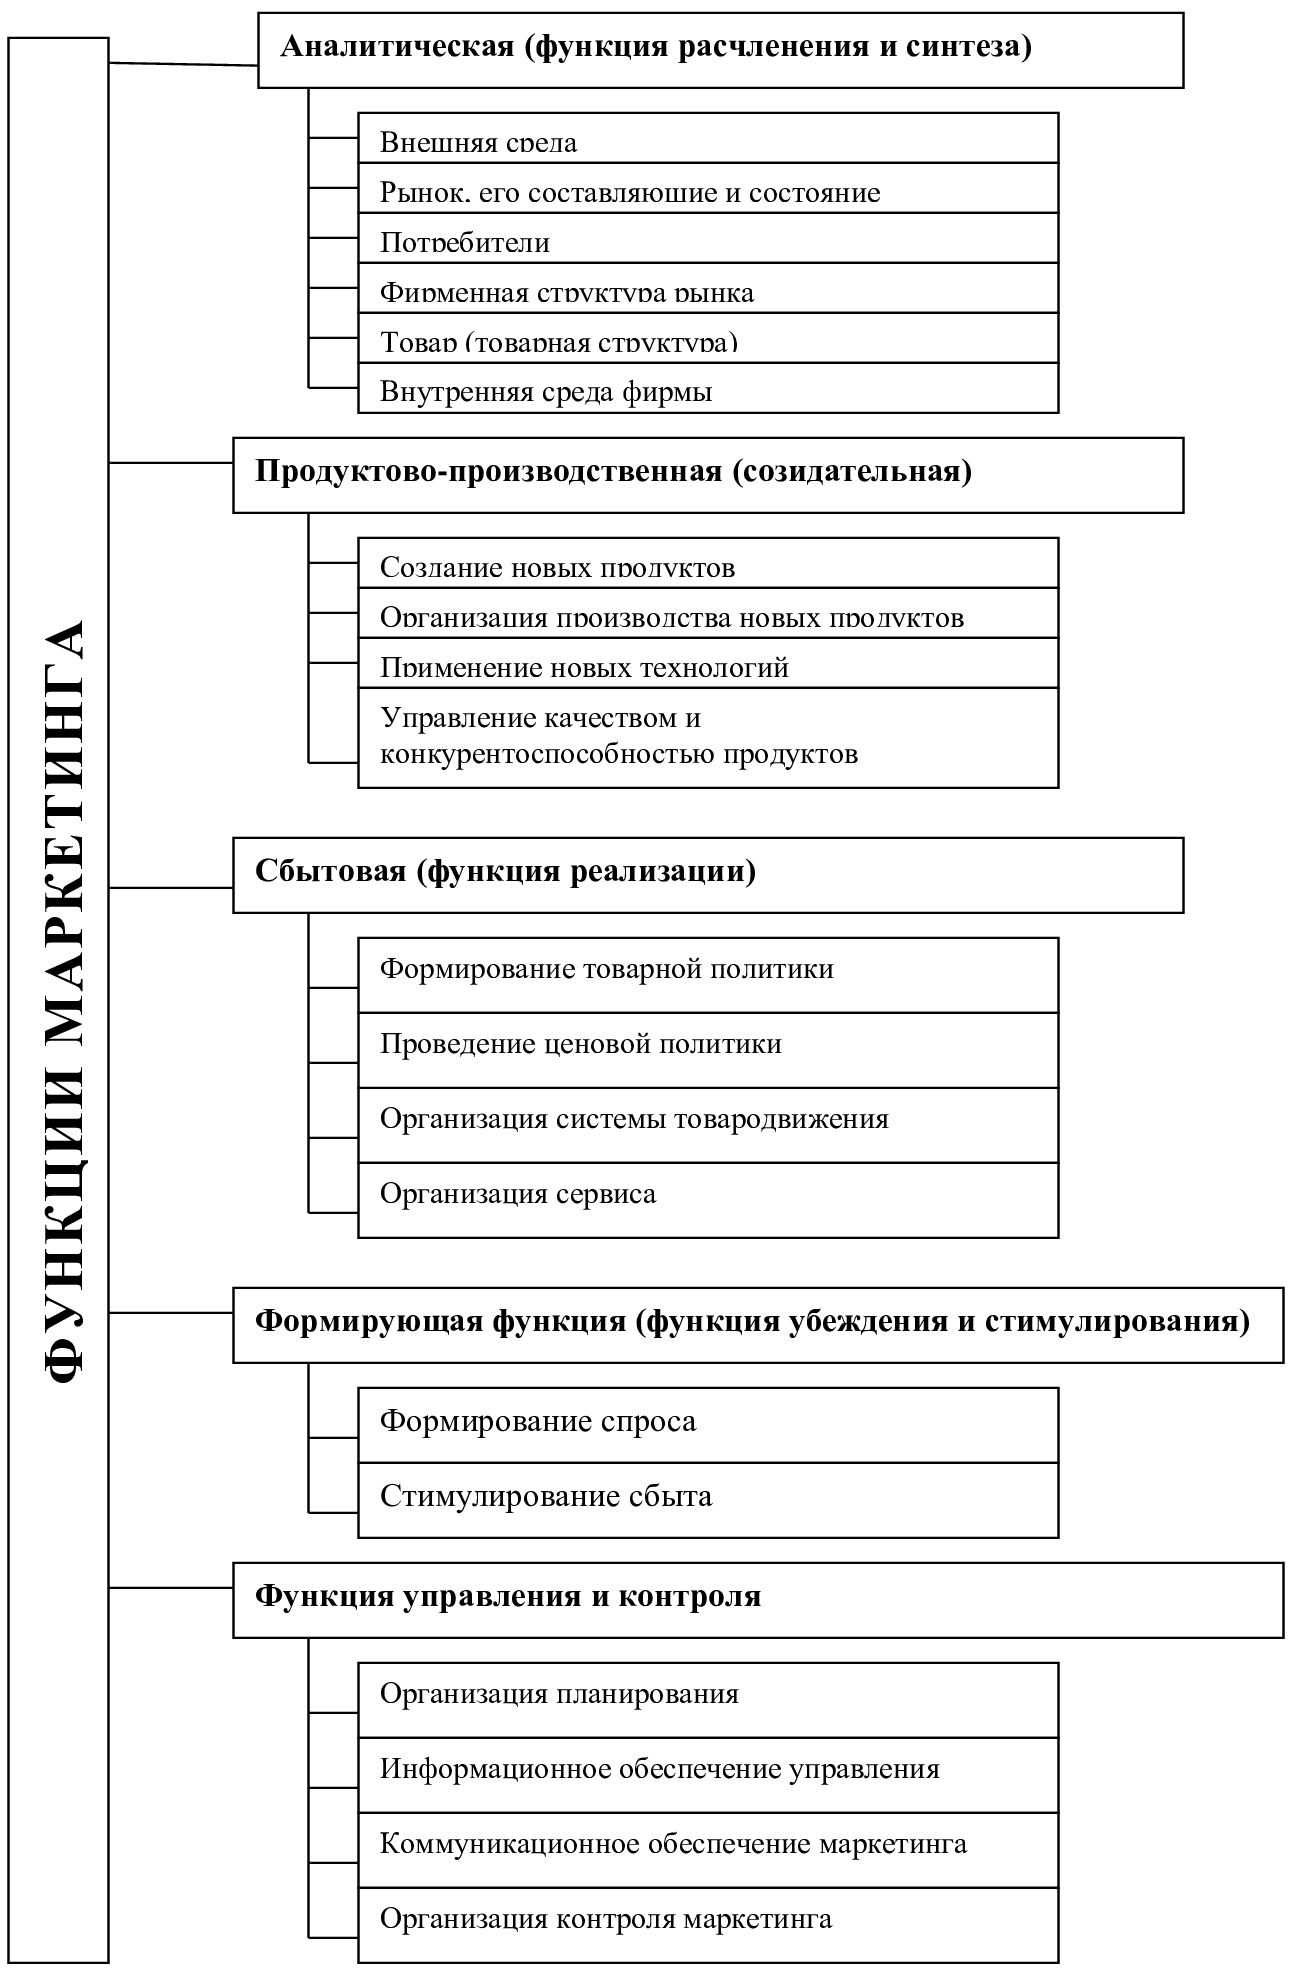 ФУНКЦИИ МАРКЕТИНГА
Аналитическая (функция расчленения и синтеза)
Внешняя среда
Рынок, его составляющие и состояние
Потребители
Фирменная структура рынка
Товар (товарная структура)
Внутренняя среда фирмы
Продуктово-производственная (созидательная)
Создание новых продуктов
Организация производства новых продуктов
Применение новых технологий
Управление качеством и
конкурентоспособностью продуктов
Сбытовая (функция реализации)
Формирование товарной политики
Проведение ценовой политики
Организация системы товародвижения
Организация сервиса
Формирующая функция (функция убеждения и стимулирования)
Формирование спроса
Стимулирование сбыта
Функция управления и контроля
Организация планирования
Информационное обеспечение управления
Коммуникационное обеспечение маркетинга
Организация контроля маркетинга